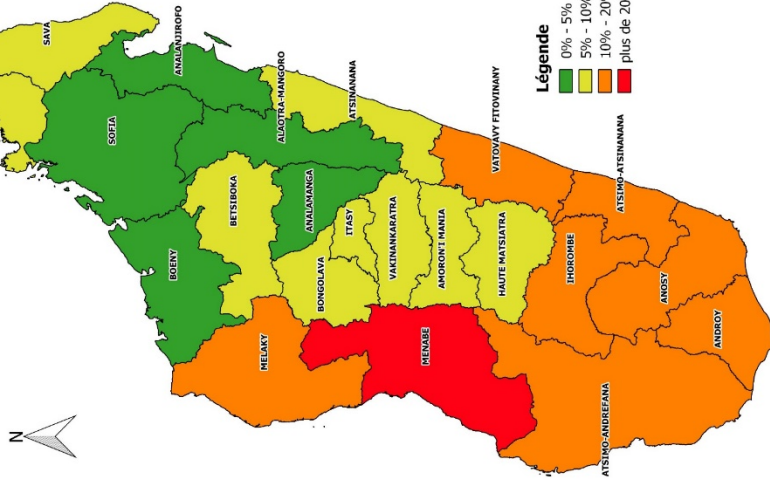 N
SAVA
SOFIA
ANALANJIROFO
BOENY
BETSIBOKA
ALAOTRA-MANGORO
ATSINANANA
ANALAMANGA
MELAKY
BONGOLAVA
ITASY
VAKINANKARATRA
MENABE
AMORON'I MANIA
VATOVAVY FITOVINANY
HAUTE MATSIATRA
IHOROMBE
ATSIMO-ATSINANANA
ATSIMO-ANDREFANA
ANOSY
ANDROY
Légende
0% - 5%
5% - 10%
10% - 20%
plus de 20